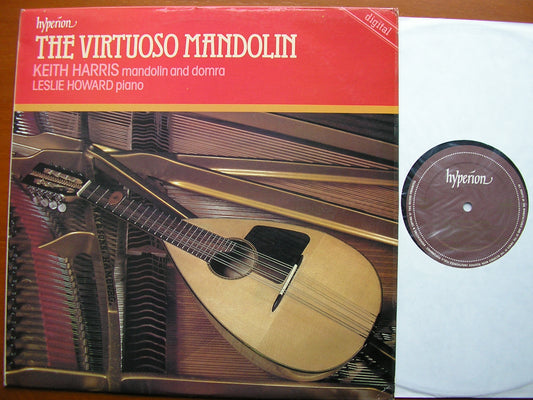 hyperion
digital
THE VIRTUOSO MANDOLIN
KEITH HARRIS mandolin and domra
LESLIE HOWARD piano
hyperion